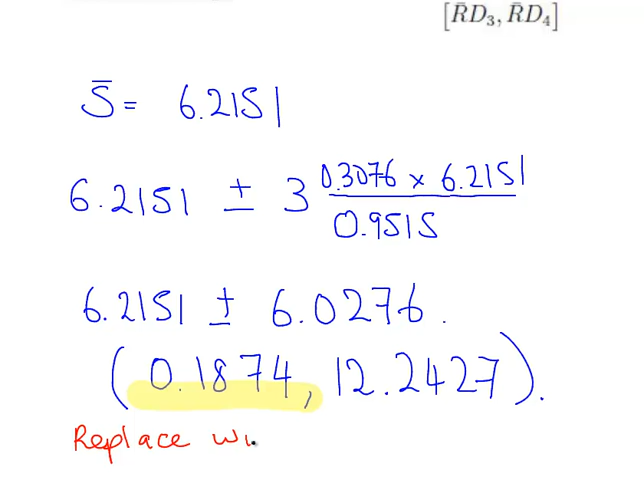 [R̄D₃, R̄D₄]
S̄ = 6.2151
6.2151 ± 3 (0.3076 × 6.2151) / 0.9515
6.2151 ± 6.0276.
(0.1874, 12.2427).
Replace wi